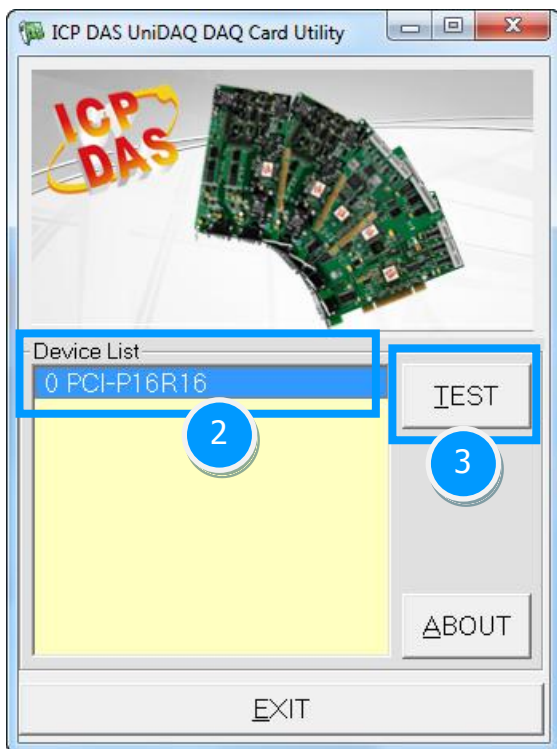 ICP DAS UniDAQ DAQ Card Utility
ICP
DAS
Device List
0 PCI-P16R16
TEST
2
3
ABOUT
EXIT